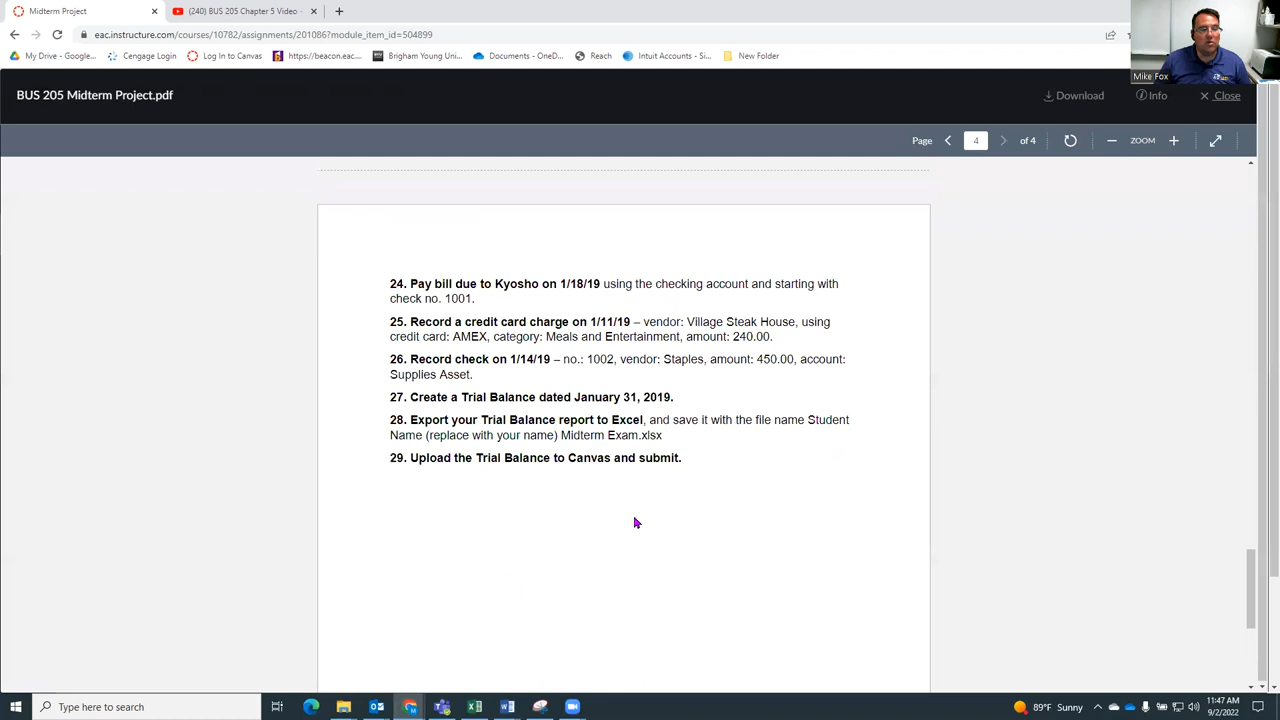 Midterm Project
(240) BUS 205 Chapter 5 Video -
eac.instructure.com/courses/10782/assignments/201086?module_item_id=504899
My Drive - Google... Cengage Login Log In to Canvas https://beacon.eac.... Brigham Young Uni... Documents - OneD... Reach Intuit Accounts - Si... New Folder
Mike Fox
BUS 205 Midterm Project.pdf
Download Info Close
Page 4 of 4 ZOOM
24. Pay bill due to Kyosho on 1/18/19 using the checking account and starting with
check no. 1001.
25. Record a credit card charge on 1/11/19 – vendor: Village Steak House, using
credit card: AMEX, category: Meals and Entertainment, amount: 240.00.
26. Record check on 1/14/19 – no.: 1002, vendor: Staples, amount: 450.00, account:
Supplies Asset.
27. Create a Trial Balance dated January 31, 2019.
28. Export your Trial Balance report to Excel, and save it with the file name Student
Name (replace with your name) Midterm Exam.xlsx
29. Upload the Trial Balance to Canvas and submit.
Type here to search
89°F Sunny
11:47 AM
9/2/2022